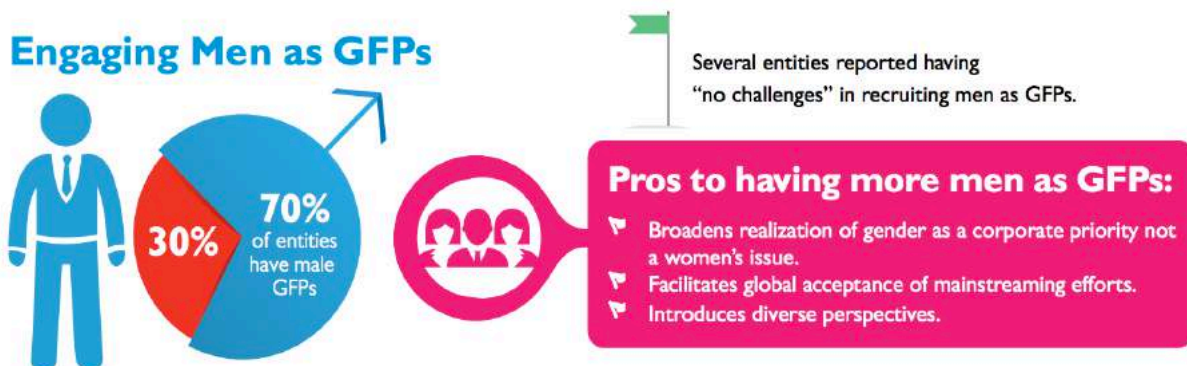 Engaging Men as GFPs
30%
70%
of entities
have male
GFPs
Several entities reported having
“no challenges” in recruiting men as GFPs.
Pros to having more men as GFPs:
Broadens realization of gender as a corporate priority not
a women’s issue.
Facilitates global acceptance of mainstreaming efforts.
Introduces diverse perspectives.